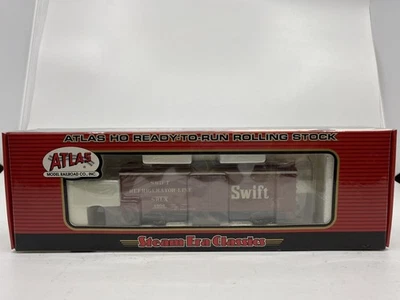 ATLAS HO READY-TO-RUN ROLLING STOCK
ATLAS
MODEL RAILROAD CO., INC.
SWIFT
REFRIGERATOR LINE
Swift
Steam Era Classics